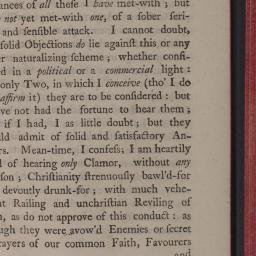 ances of all these I have met-with; but
not yet met-with one, of a sober seri-
and sensible attack. I cannot doubt,
solid Objections do lie against this or any
er naturalizing scheme; whether consi-
d in a political or a commercial light:
only Two, in which I conceive (tho' I do
affirm it) they are to be considered: but
ve not had the fortune to hear them;
if I had, I as little doubt; but they
uld admit of solid and satisfactory An-
rs. Mean-time, I confess, I am heartily
d of hearing only Clamor, without any
son; Christianity strenuously bawl'd-for
devoutly drunk-for; with much vehe-
t Railing and unchristian Reviling of
h, as do not approve of this conduct: as
ugh they were avow'd Enemies or secret
rayers of our common Faith, Favourers
and